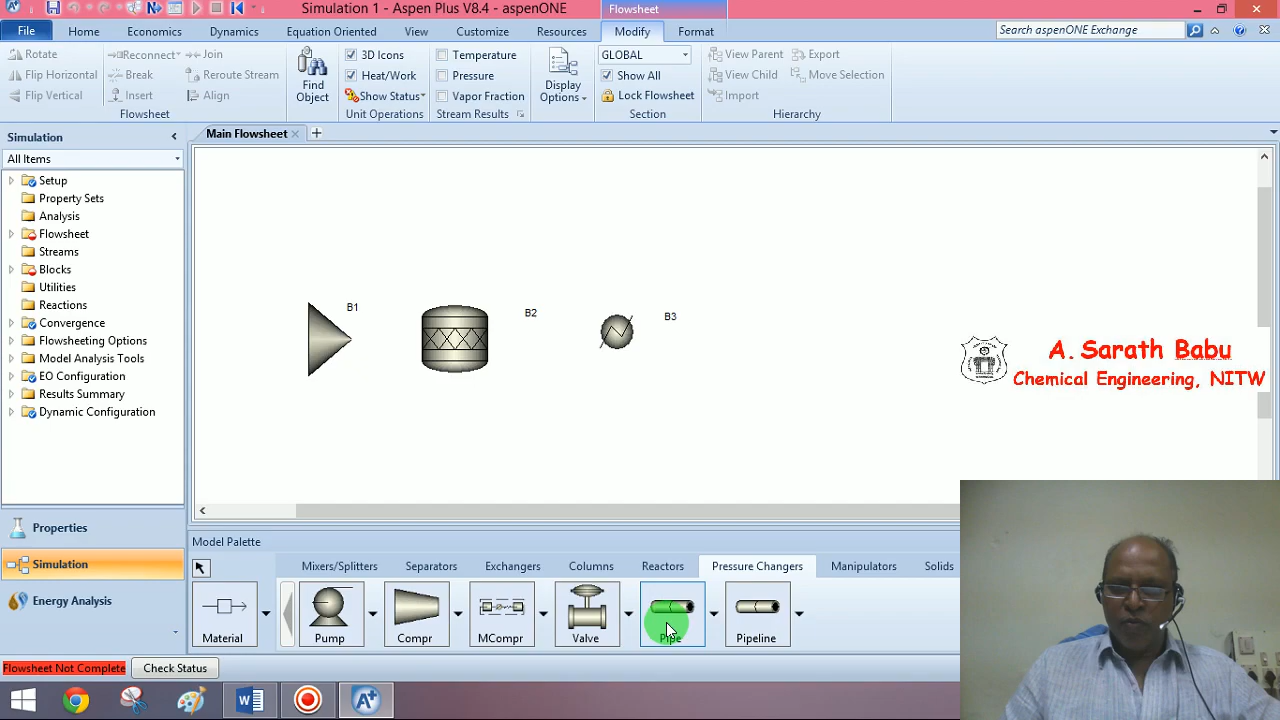 Simulation 1 - Aspen Plus V8.4 - aspenONE
Flowsheet
File Home Economics Dynamics Equation Oriented View Customize Resources Modify Format Search aspenONE Exchange
Rotate Reconnect Join 3D Icons Temperature GLOBAL View Parent Export
Flip Horizontal Break Reroute Stream Find Object Heat/Work Pressure Display Options Show All View Child Move Selection
Flip Vertical Insert Align Show Status Vapor Fraction Lock Flowsheet Import
Flowsheet Unit Operations Stream Results Section Hierarchy
Simulation
Main Flowsheet
All Items
Setup
Property Sets
Analysis
Flowsheet
Streams
Blocks
Utilities
Reactions
Convergence
Flowsheeting Options
Model Analysis Tools
EO Configuration
Results Summary
Dynamic Configuration
B1
B2
B3
A. Sarath Babu
Chemical Engineering, NITW
Properties
Simulation
Energy Analysis
Model Palette
Mixers/Splitters Separators Exchangers Columns Reactors Pressure Changers Manipulators Solids
Material Pump Compr MCompr Valve Pipe Pipeline
Flowsheet Not Complete Check Status